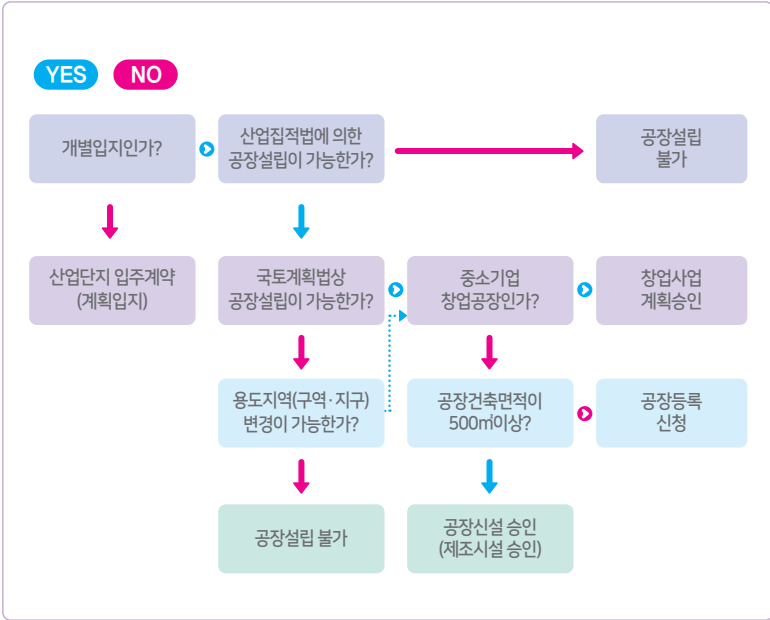 YES NO
개별입지인가?
산업집적법에 의한
공장설립이 가능한가?
공장설립
불가
산업단지 입주계약
(계획입지)
국토계획법상
공장설립이 가능한가?
중소기업
창업공장인가?
창업사업
계획승인
용도지역(구역·지구)
변경이 가능한가?
공장건축면적이
500㎡이상?
공장등록
신청
공장설립 불가
공장신설 승인
(제조시설 승인)